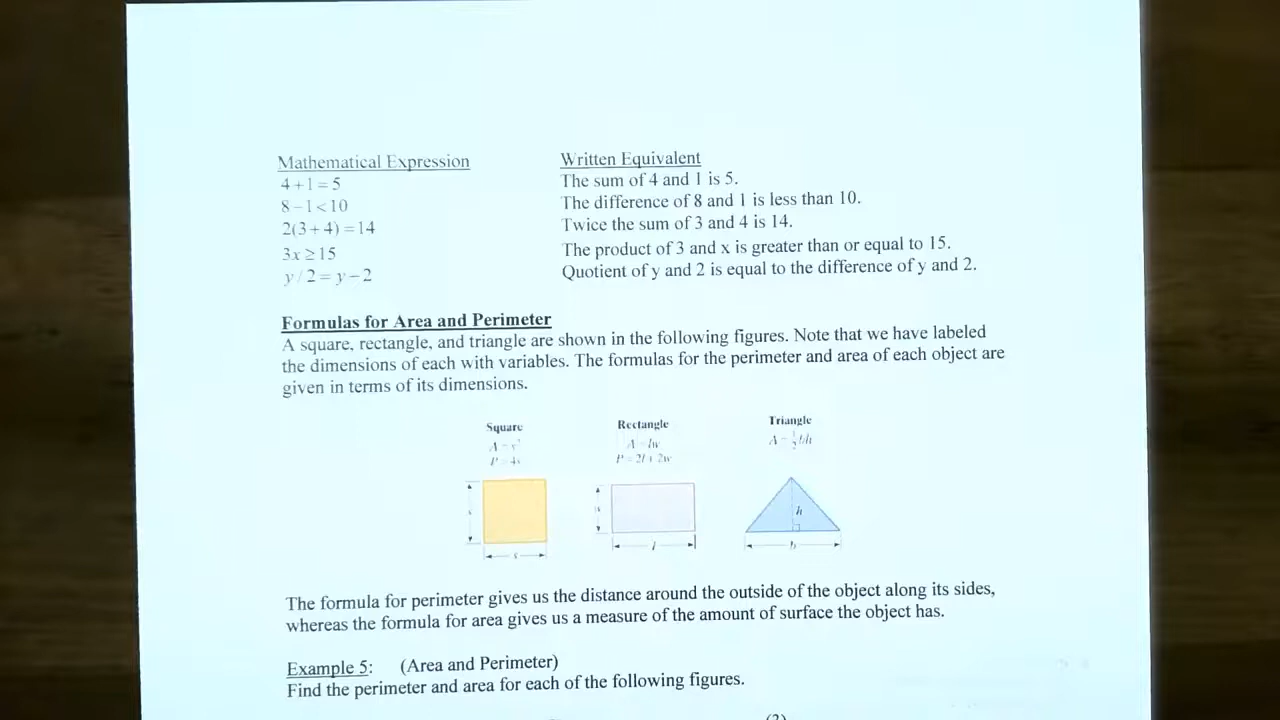 Mathematical Expression Written Equivalent
4+1=5 The sum of 4 and 1 is 5.
8-1<10 The difference of 8 and 1 is less than 10.
2(3+4)=14 Twice the sum of 3 and 4 is 14.
3x≥15 The product of 3 and x is greater than or equal to 15.
y/2=y-2 Quotient of y and 2 is equal to the difference of y and 2.
Formulas for Area and Perimeter
A square, rectangle, and triangle are shown in the following figures. Note that we have labeled
the dimensions of each with variables. The formulas for the perimeter and area of each object are
given in terms of its dimensions.
Square Rectangle Triangle
A = s² A = lw A = ½bh
P = 4s P = 2l + 2w
h
s l b
The formula for perimeter gives us the distance around the outside of the object along its sides,
whereas the formula for area gives us a measure of the amount of surface the object has.
Example 5: (Area and Perimeter)
Find the perimeter and area for each of the following figures.